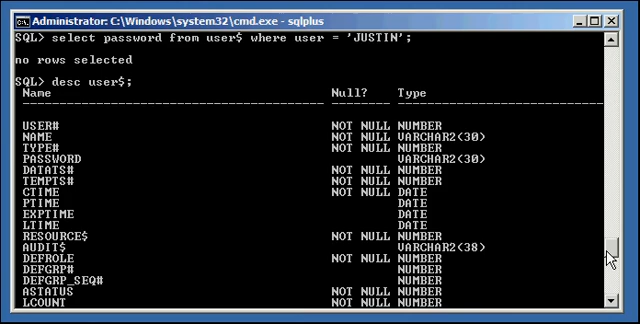 Administrator: C:\Windows\system32\cmd.exe - sqlplus
SQL> select password from user$ where user = 'JUSTIN';
no rows selected
SQL> desc user$;
Name Null? Type
----------------------------------------- -------- ----------------------------
USER# NOT NULL NUMBER
NAME NOT NULL VARCHAR2(30)
TYPE# NOT NULL NUMBER
PASSWORD VARCHAR2(30)
DATATS# NOT NULL NUMBER
TEMPTS# NOT NULL NUMBER
CTIME NOT NULL DATE
PTIME DATE
EXPTIME DATE
LTIME DATE
RESOURCE$ NOT NULL NUMBER
AUDIT$ VARCHAR2(38)
DEFROLE NOT NULL NUMBER
DEFGRP# NUMBER
DEFGRP_SEQ# NUMBER
ASTATUS NOT NULL NUMBER
LCOUNT NOT NULL NUMBER